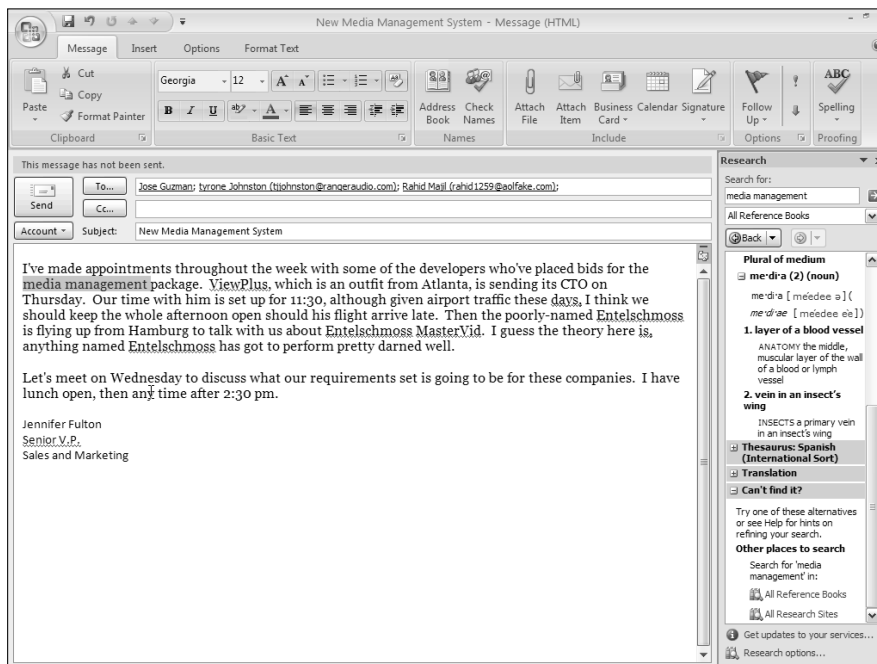 New Media Management System - Message (HTML)
Message Insert Options Format Text
Cut
Copy
Format Painter
Paste
Clipboard
Georgia 12
B I U
Basic Text
Address Book
Check Names
Names
Attach File
Attach Item
Business Card
Calendar
Signature
Include
Follow Up
Options
ABC
Spelling
Proofing
This message has not been sent.
Send
To...
Jose Guzman; tyrone Johnston (tjjohnston@rangeraudio.com); Rahid Majil (rahid1259@aolfake.com);
Cc...
Account
Subject: New Media Management System
I've made appointments throughout the week with some of the developers who've placed bids for the
media management package. ViewPlus, which is an outfit from Atlanta, is sending its CTO on
Thursday. Our time with him is set up for 11:30, although given airport traffic these days, I think we
should keep the whole afternoon open should his flight arrive late. Then the poorly-named Entelschmoss
is flying up from Hamburg to talk with us about Entelschmoss MasterVid. I guess the theory here is,
anything named Entelschmoss has got to perform pretty darned well.
Let's meet on Wednesday to discuss what our requirements set is going to be for these companies. I have
lunch open, then any time after 2:30 pm.
Jennifer Fulton
Senior V.P.
Sales and Marketing
Research
Search for:
media management
All Reference Books
Back
Plural of medium
me·di·a (2) (noun)
1. layer of a blood vessel
ANATOMY the middle,
muscular layer of the wall
of a blood or lymph
vessel
2. vein in an insect's
wing
INSECTS a primary vein
in an insect's wing
Thesaurus: Spanish
(International Sort)
Translation
Can't find it?
Try one of these alternatives
or see Help for hints on
refining your search.
Other places to search
Search for 'media
management' in:
All Reference Books
All Research Sites
Get updates to your services...
Research options...